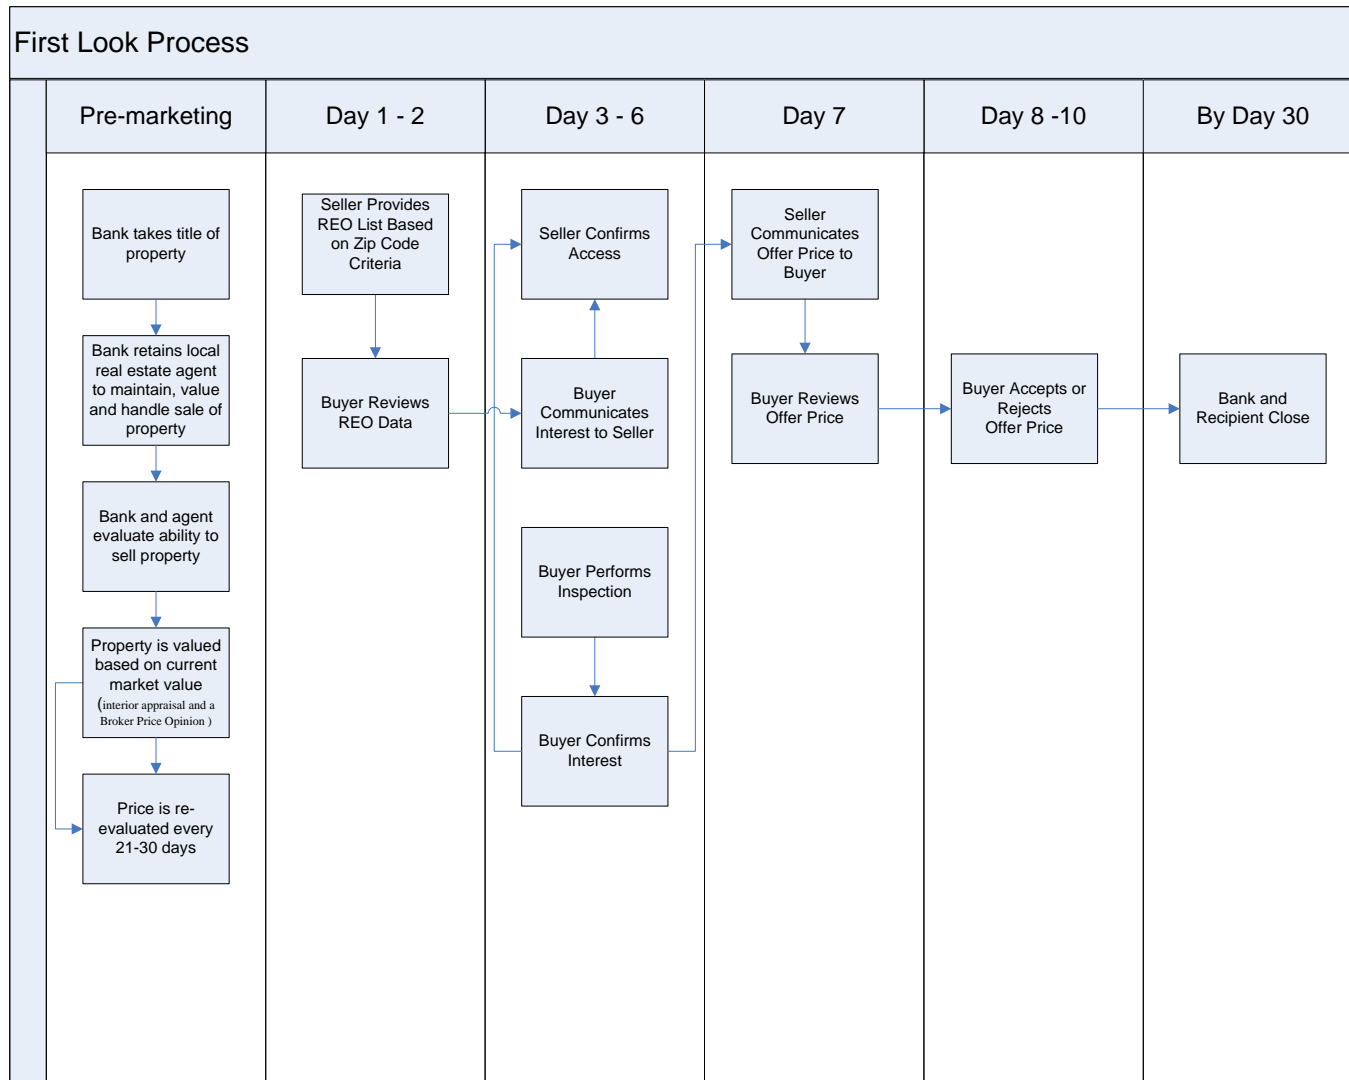 First Look Process
Pre-marketing
Day 1 - 2
Day 3 - 6
Day 7
Day 8 -10
By Day 30
Bank takes title of
property
Bank retains local
real estate agent
to maintain, value
and handle sale of
property
Bank and agent
evaluate ability to
sell property
Property is valued
based on current
market value
(interior appraisal and a
Broker Price Opinion )
Price is re-
evaluated every
21-30 days
Seller Provides
REO List Based
on Zip Code
Criteria
Buyer Reviews
REO Data
Seller Confirms
Access
Buyer
Communicates
Interest to Seller
Buyer Performs
Inspection
Buyer Confirms
Interest
Seller
Communicates
Offer Price to
Buyer
Buyer Reviews
Offer Price
Buyer Accepts or
Rejects
Offer Price
Bank and
Recipient Close